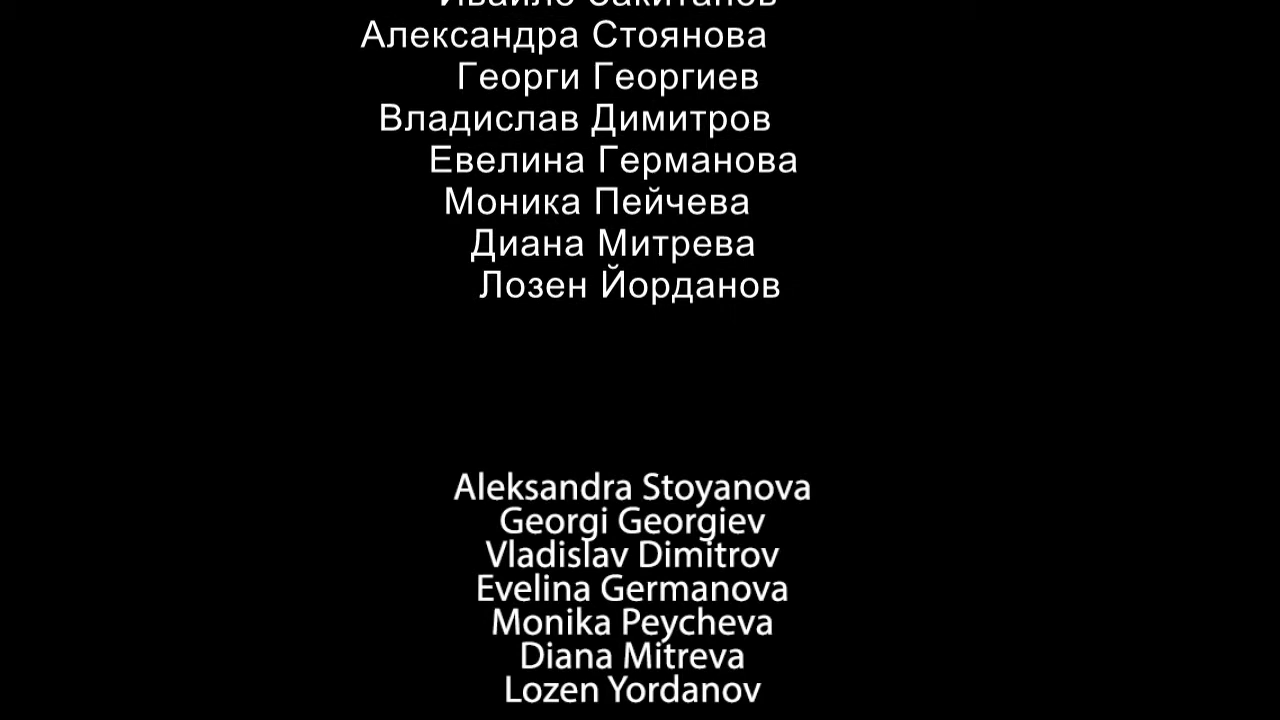 Александра Стоянова
Георги Георгиев
Владислав Димитров
Евелина Германова
Моника Пейчева
Диана Митрева
Лозен Йорданов
Aleksandra Stoyanova
Georgi Georgiev
Vladislav Dimitrov
Evelina Germanova
Monika Peycheva
Diana Mitreva
Lozen Yordanov